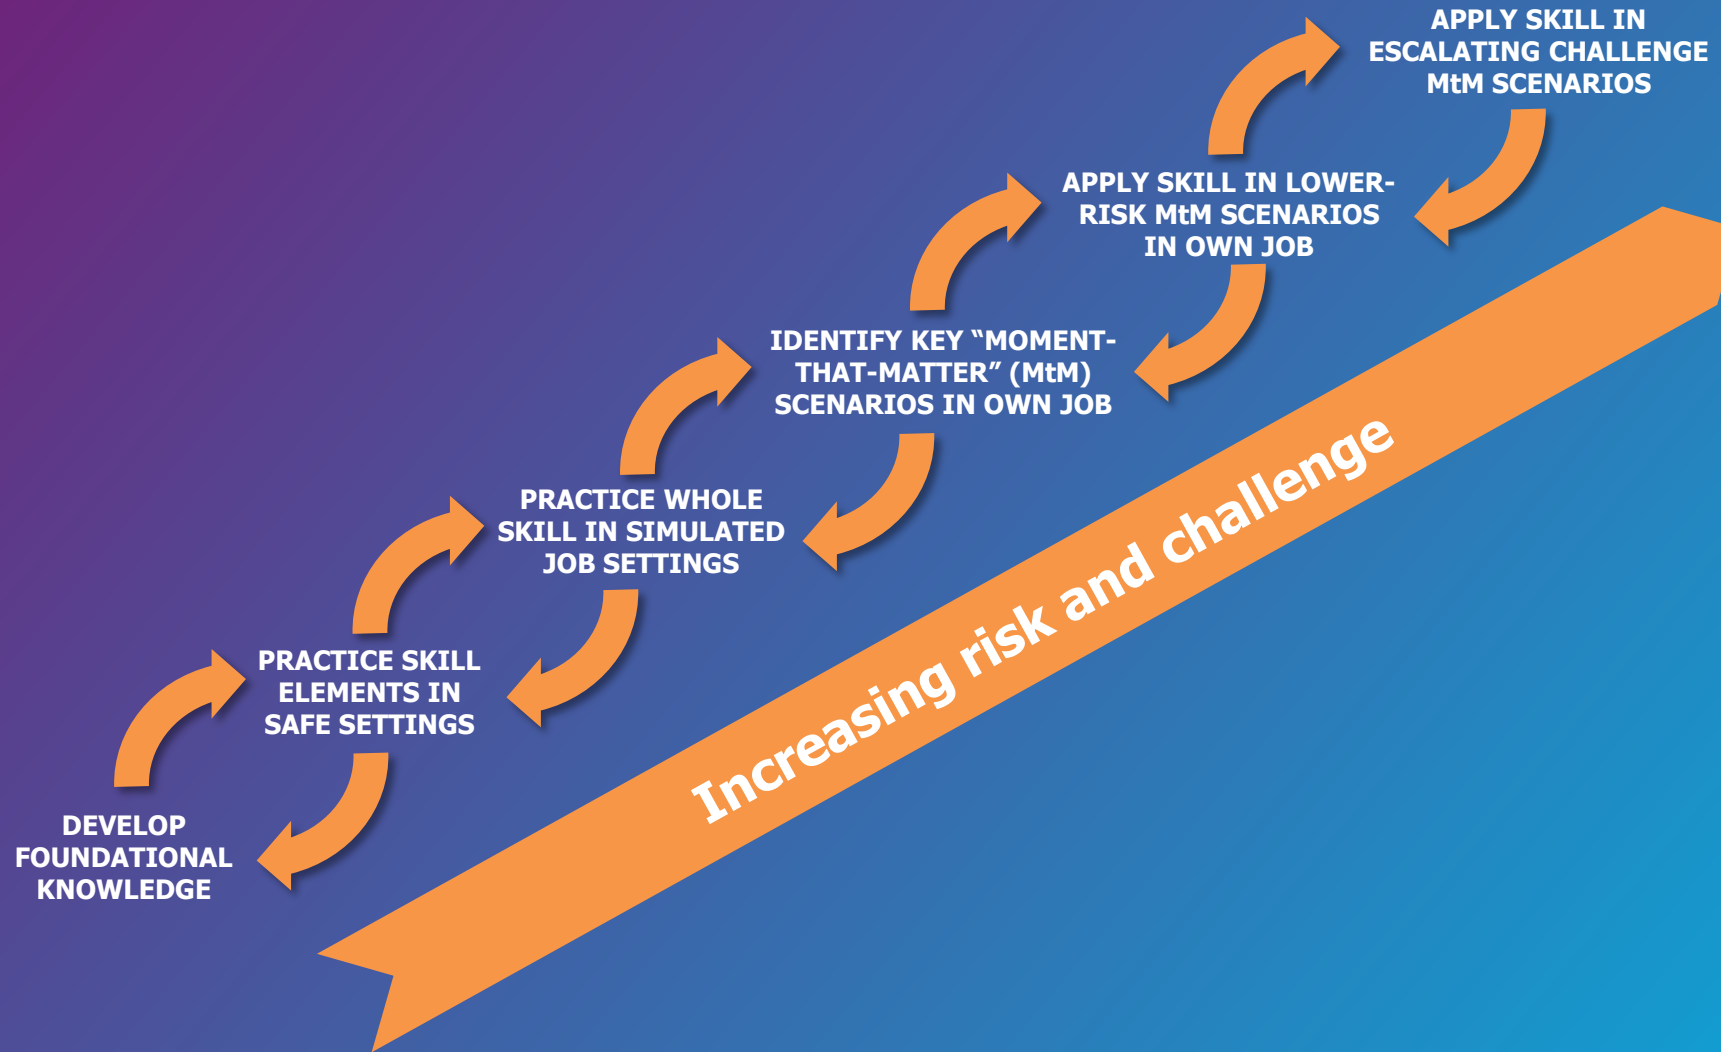 APPLY SKILL IN
ESCALATING CHALLENGE
MtM SCENARIOS
APPLY SKILL IN LOWER-
RISK MtM SCENARIOS
IN OWN JOB
IDENTIFY KEY “MOMENT-
THAT-MATTER” (MtM)
SCENARIOS IN OWN JOB
PRACTICE WHOLE
SKILL IN SIMULATED
JOB SETTINGS
PRACTICE SKILL
ELEMENTS IN
SAFE SETTINGS
DEVELOP
FOUNDATIONAL
KNOWLEDGE
Increasing risk and challenge